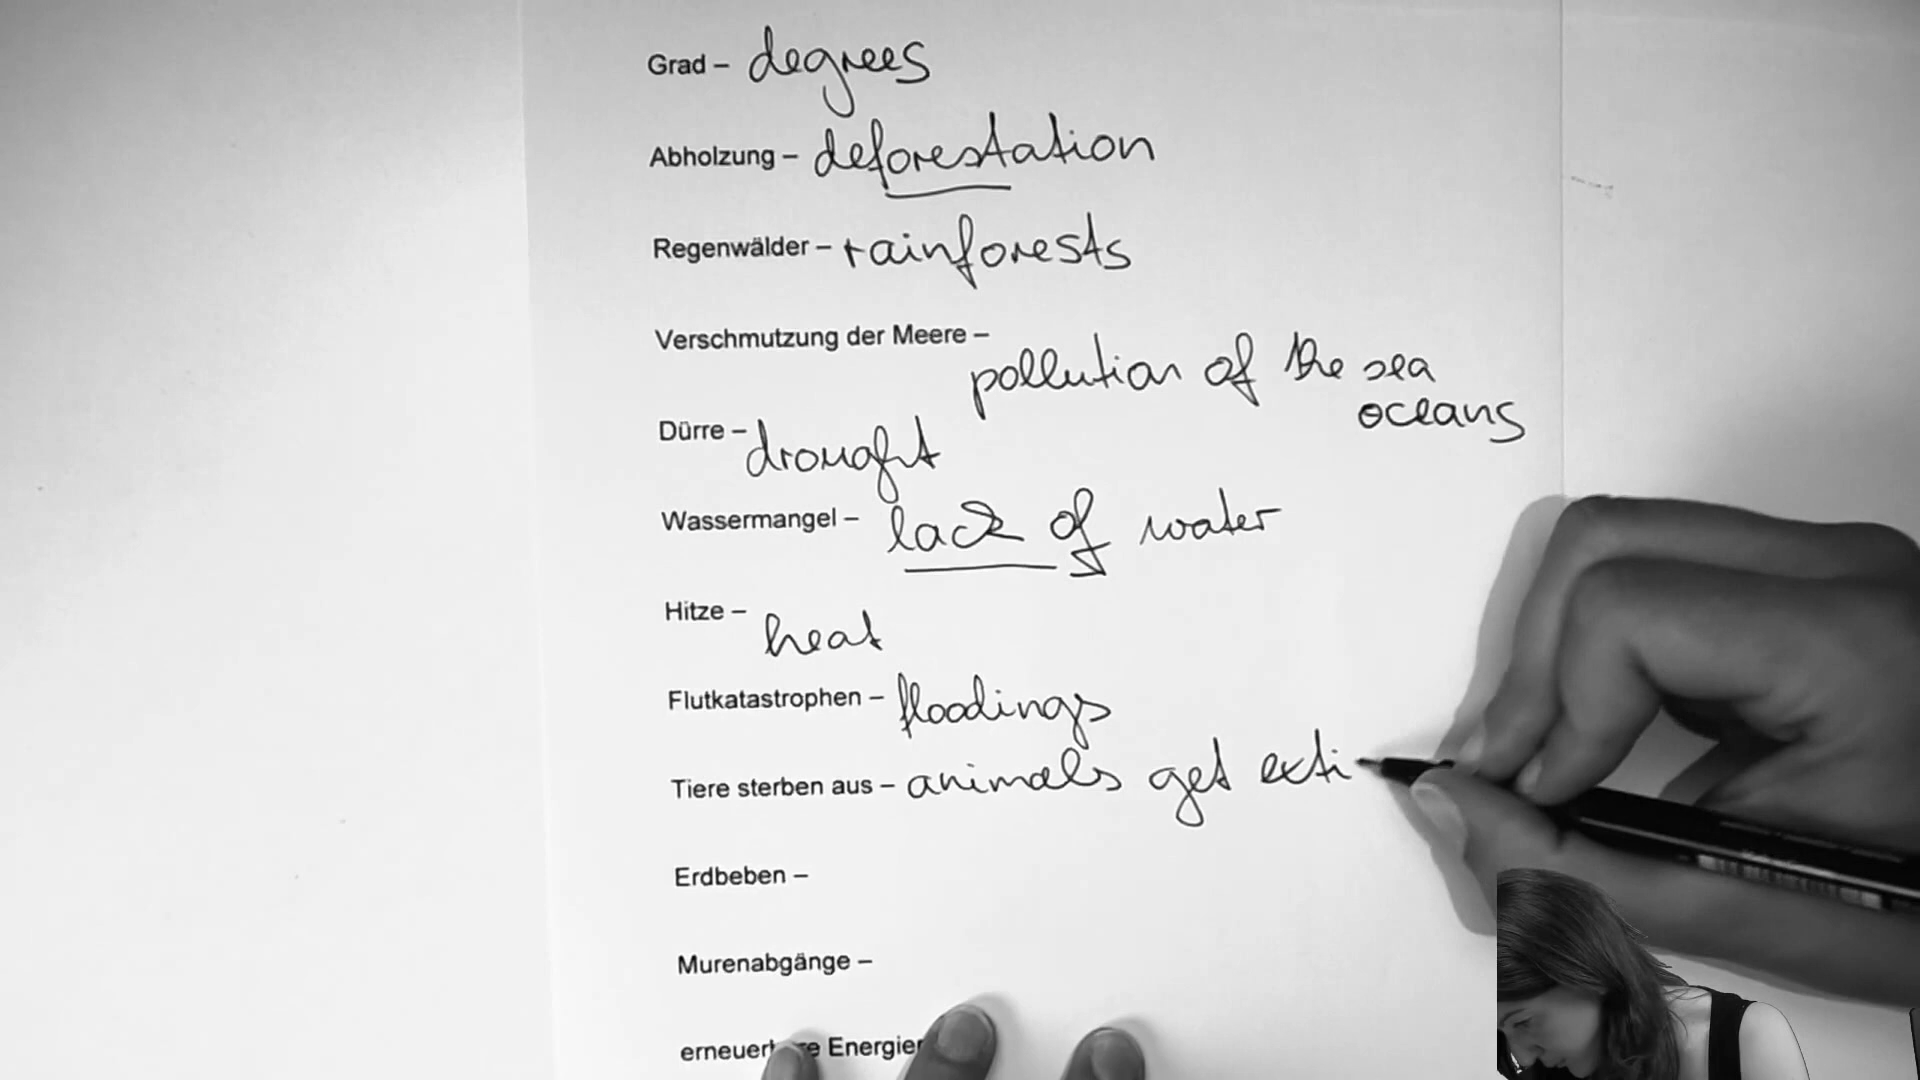 Grad – degrees
Abholzung – deforestation
Regenwälder – rainforests
Verschmutzung der Meere –
pollution of the sea
oceans
Dürre – drought
Wassermangel – lack of water
Hitze – heat
Flutkatastrophen – floodings
Tiere sterben aus – animals get exti
Erdbeben –
Murenabgänge –